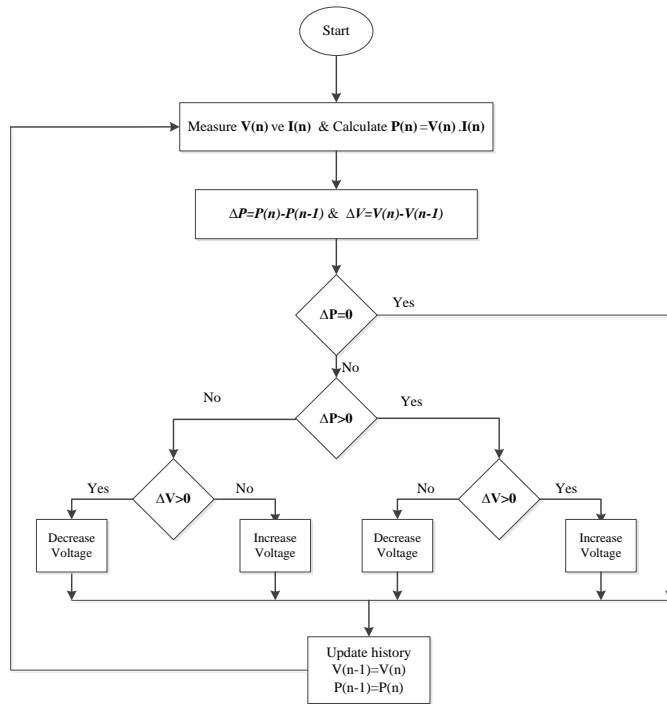 Start
Measure V(n) ve I(n) & Calculate P(n)=V(n).I(n)
ΔP=P(n)-P(n-1) & ΔV=V(n)-V(n-1)
ΔP=0
Yes
No
ΔP>0
No
Yes
ΔV>0
Yes
No
ΔV>0
No
Yes
Decrease
Voltage
Increase
Voltage
Decrease
Voltage
Increase
Voltage
Update history
V(n-1)=V(n)
P(n-1)=P(n)